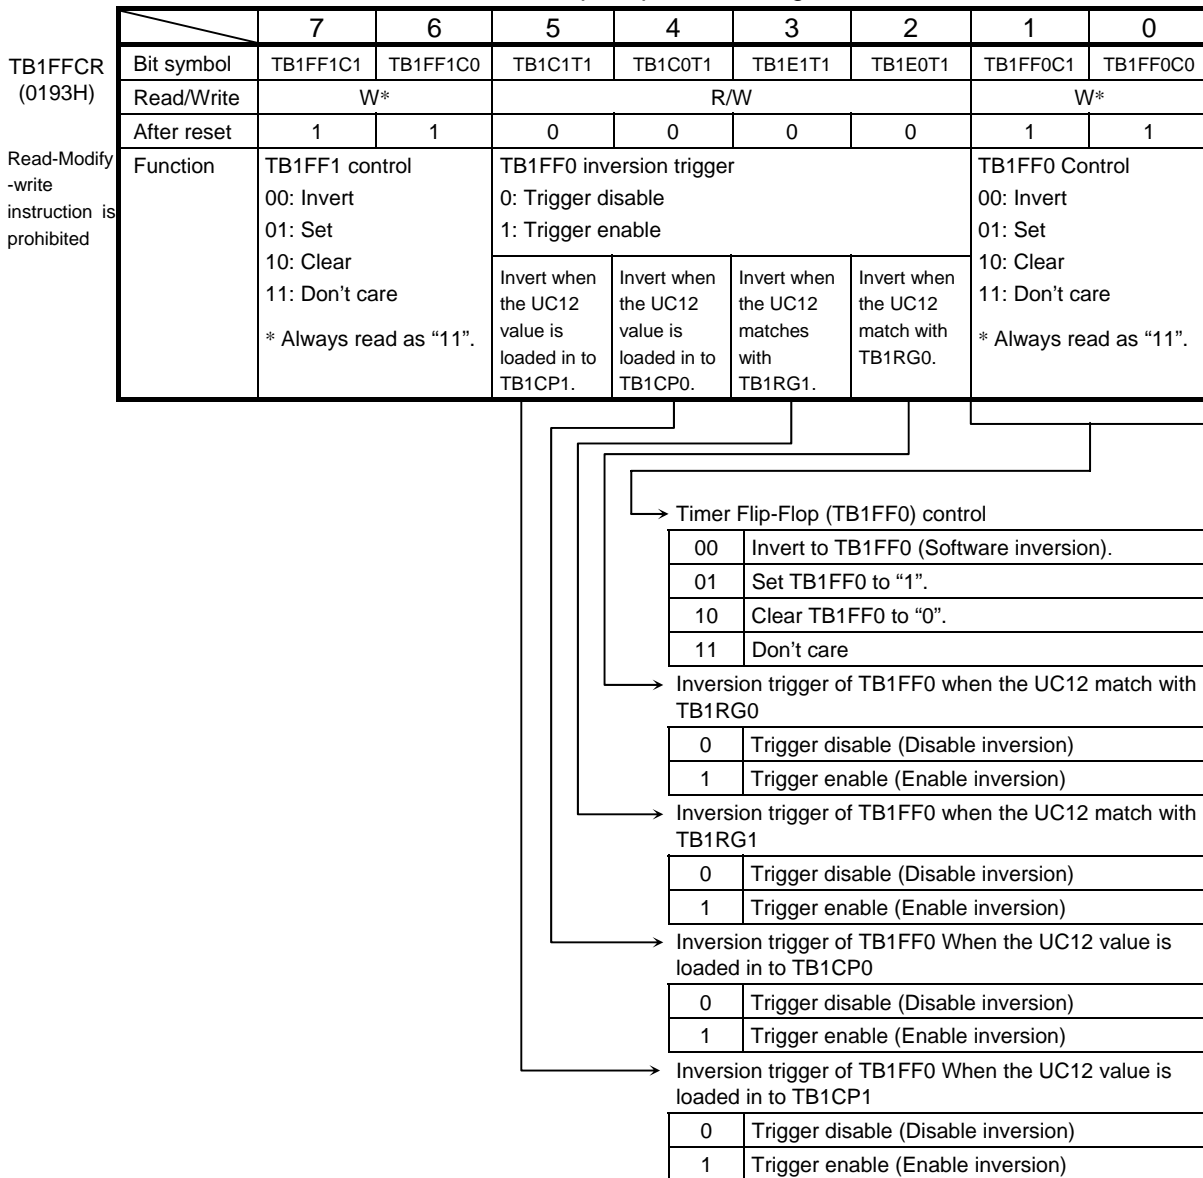 7 6 5 4 3 2 1 0
TB1FFCR
(0193H)
Bit symbol TB1FF1C1 TB1FF1C0 TB1C1T1 TB1C0T1 TB1E1T1 TB1E0T1 TB1FF0C1 TB1FF0C0
Read/Write W* R/W W*
After reset 1 1 0 0 0 0 1 1
Read-Modify
-write
instruction is
prohibited
Function
TB1FF1 control
00: Invert
01: Set
10: Clear
11: Don't care
* Always read as “11”.
TB1FF0 inversion trigger
0: Trigger disable
1: Trigger enable
Invert when
the UC12
value is
loaded in to
TB1CP1.
Invert when
the UC12
value is
loaded in to
TB1CP0.
Invert when
the UC12
matches
with
TB1RG1.
Invert when
the UC12
match with
TB1RG0.
TB1FF0 Control
00: Invert
01: Set
10: Clear
11: Don't care
* Always read as “11”.
Timer Flip-Flop (TB1FF0) control
00 Invert to TB1FF0 (Software inversion).
01 Set TB1FF0 to “1”.
10 Clear TB1FF0 to “0”.
11 Don't care
Inversion trigger of TB1FF0 when the UC12 match with
TB1RG0
0 Trigger disable (Disable inversion)
1 Trigger enable (Enable inversion)
Inversion trigger of TB1FF0 when the UC12 match with
TB1RG1
0 Trigger disable (Disable inversion)
1 Trigger enable (Enable inversion)
Inversion trigger of TB1FF0 When the UC12 value is
loaded in to TB1CP0
0 Trigger disable (Disable inversion)
1 Trigger enable (Enable inversion)
Inversion trigger of TB1FF0 When the UC12 value is
loaded in to TB1CP1
0 Trigger disable (Disable inversion)
1 Trigger enable (Enable inversion)